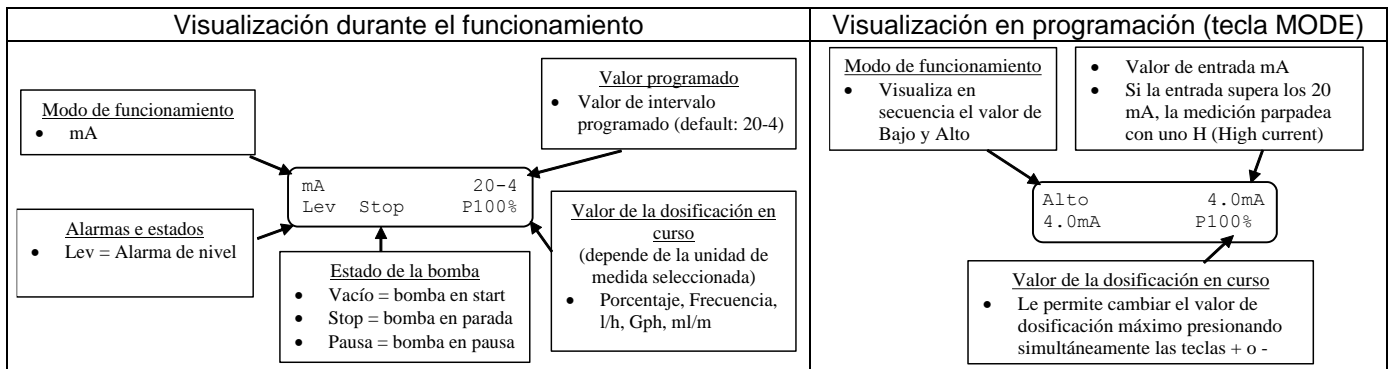 Visualización durante el funcionamiento
Modo de funcionamiento
• mA
Valor programado
• Valor de intervalo
programado (default: 20-4)
mA 20-4
Lev Stop P100%
Alarmas e estados
• Lev = Alarma de nivel
Estado de la bomba
• Vacío = bomba en start
• Stop = bomba en parada
• Pausa = bomba en pausa
Valor de la dosificación en
curso
(depende de la unidad de
medida seleccionada)
• Porcentaje, Frecuencia,
l/h, Gph, ml/m
Visualización en programación (tecla MODE)
Modo de funcionamiento
• Visualiza en
secuencia el valor de
Bajo y Alto
• Valor de entrada mA
• Si la entrada supera los 20
mA, la medición parpadea
con uno H (High current)
Alto 4.0mA
4.0mA P100%
Valor de la dosificación en curso
• Le permite cambiar el valor de
dosificación máximo presionando
simultáneamente las teclas + o -